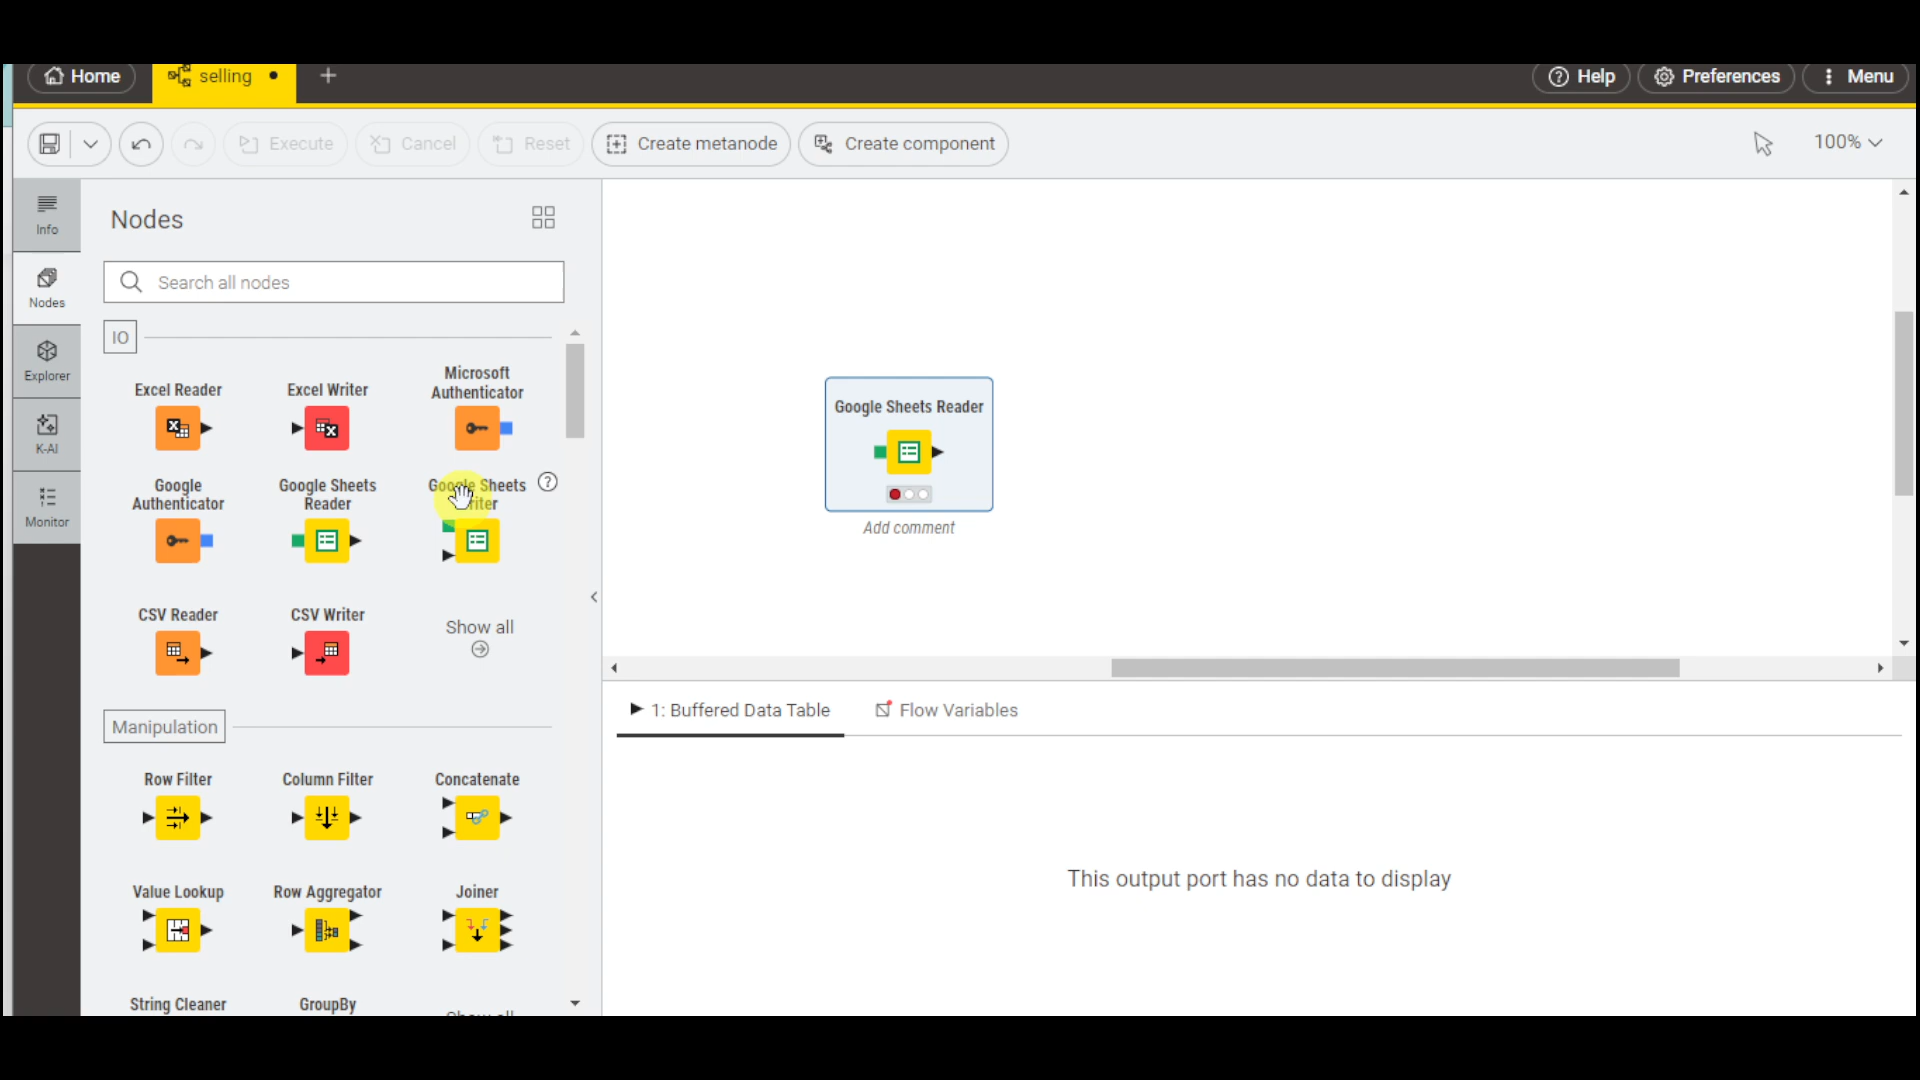 Home
selling
Help
Preferences
Menu
Execute
Cancel
Reset
Create metanode
Create component
100%
Info
Nodes
Explorer
K-AI
Monitor
Nodes
Search all nodes
IO
Excel Reader
Excel Writer
Microsoft
Authenticator
Google
Authenticator
Google Sheets
Reader
Google Sheets
CSV Reader
CSV Writer
Show all
Manipulation
Row Filter
Column Filter
Concatenate
Value Lookup
Row Aggregator
Joiner
String Cleaner
GroupBy
Google Sheets Reader
Add comment
1: Buffered Data Table
Flow Variables
This output port has no data to display